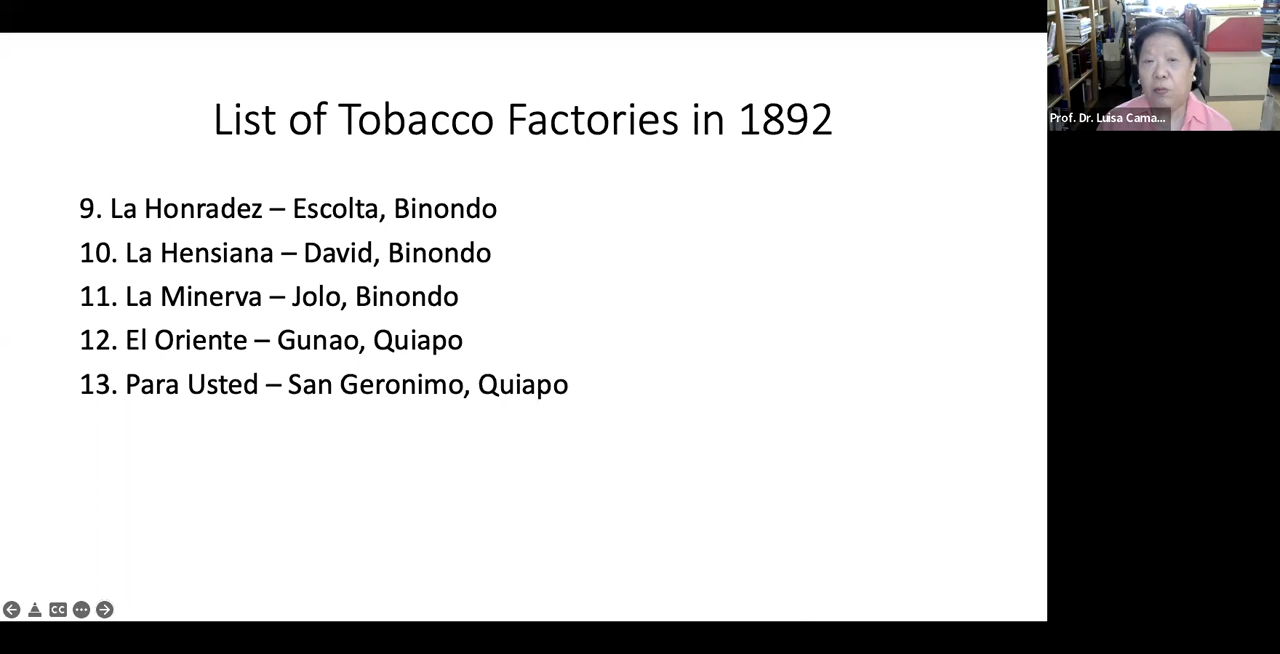 List of Tobacco Factories in 1892
9. La Honradez – Escolta, Binondo
10. La Hensiana – David, Binondo
11. La Minerva – Jolo, Binondo
12. El Oriente – Gunao, Quiapo
13. Para Usted – San Geronimo, Quiapo
Prof. Dr. Luisa Cama...
CC